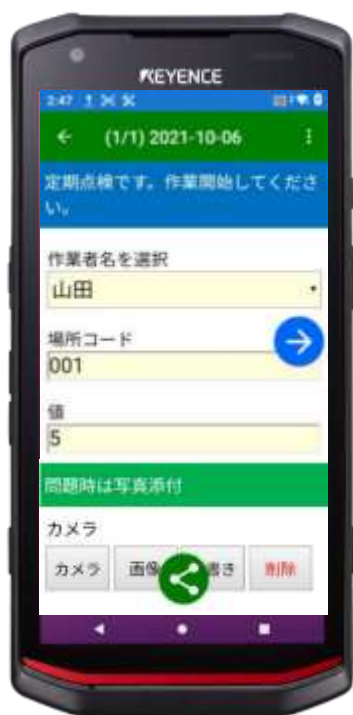 KEYENCE
2:47
(1/1) 2021-10-06
定期点検です。作業開始してくださ
い。
作業者名を選択
山田
場所コード
001
値
5
問題時は写真添付
カメラ
カメラ 画像 書き 削除